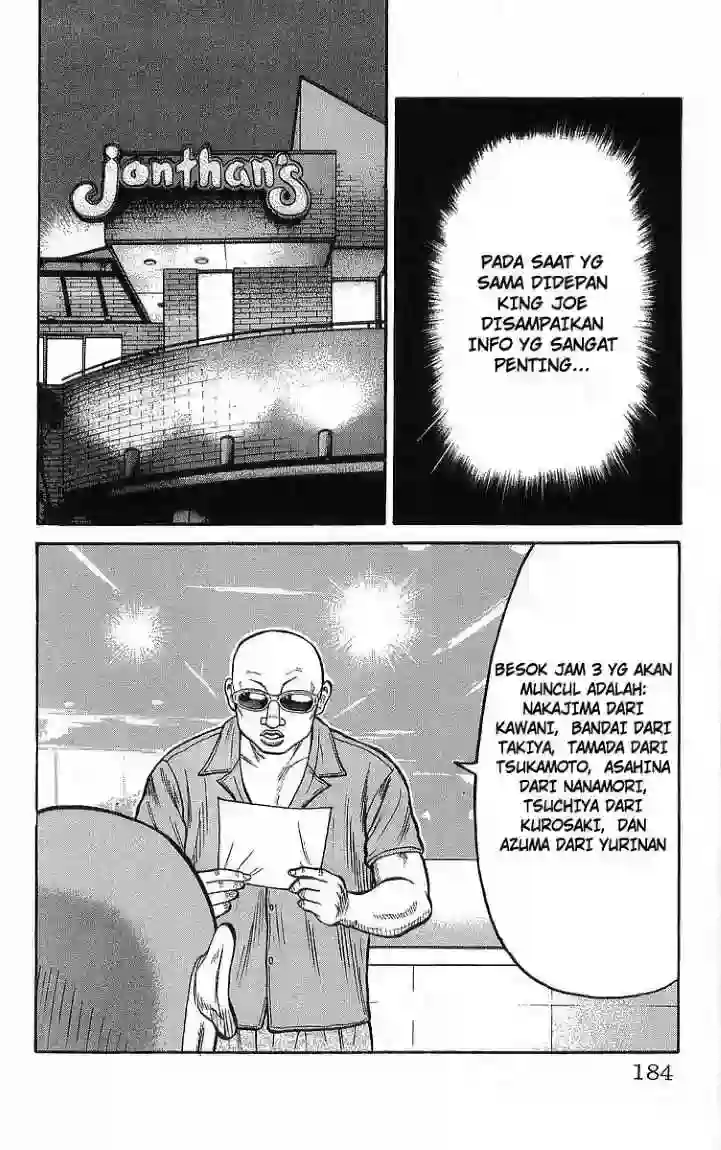 PADA SAAT YG
SAMA DIDEPAN
KING JOE
DISAMPAIKAN
INFO YG SANGAT
PENTING...
jonthan's
BESOK JAM 3 YG AKAN
MUNCUL ADALAH:
NAKAJIMA DARI
KAWANI, BANDAI DARI
TAKIYA, TAMADA DARI
TSUKAMOTO, ASAHINA
DARI NANAMORI,
TSUCHIYA DARI
KUROSAKI, DAN
AZUMA DARI YURINAN
184